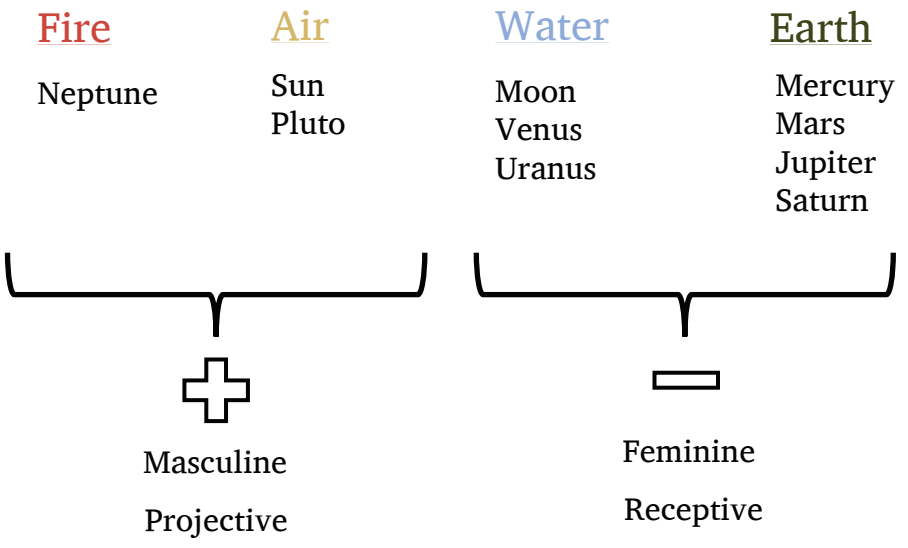 Fire
Air
Water
Earth
Neptune
Sun
Pluto
Moon
Venus
Uranus
Mercury
Mars
Jupiter
Saturn
Masculine
Projective
Feminine
Receptive